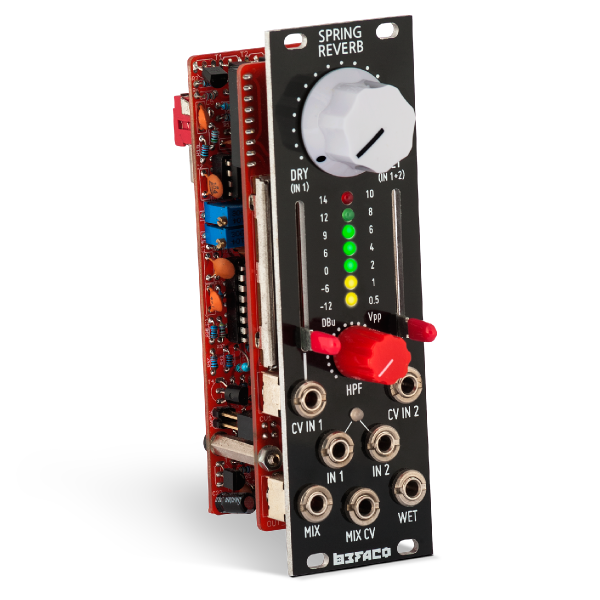 SPRING
REVERB
DRY
(IN 1)
(IN 1+2)
14 10
12 8
9 6
6 4
0 2
-6 1
-12 0.5
DBu Vpp
HPF
CV IN 1
CV IN 2
IN 1
IN 2
MIX
MIX CV
WET
BEFACO
T1 T2